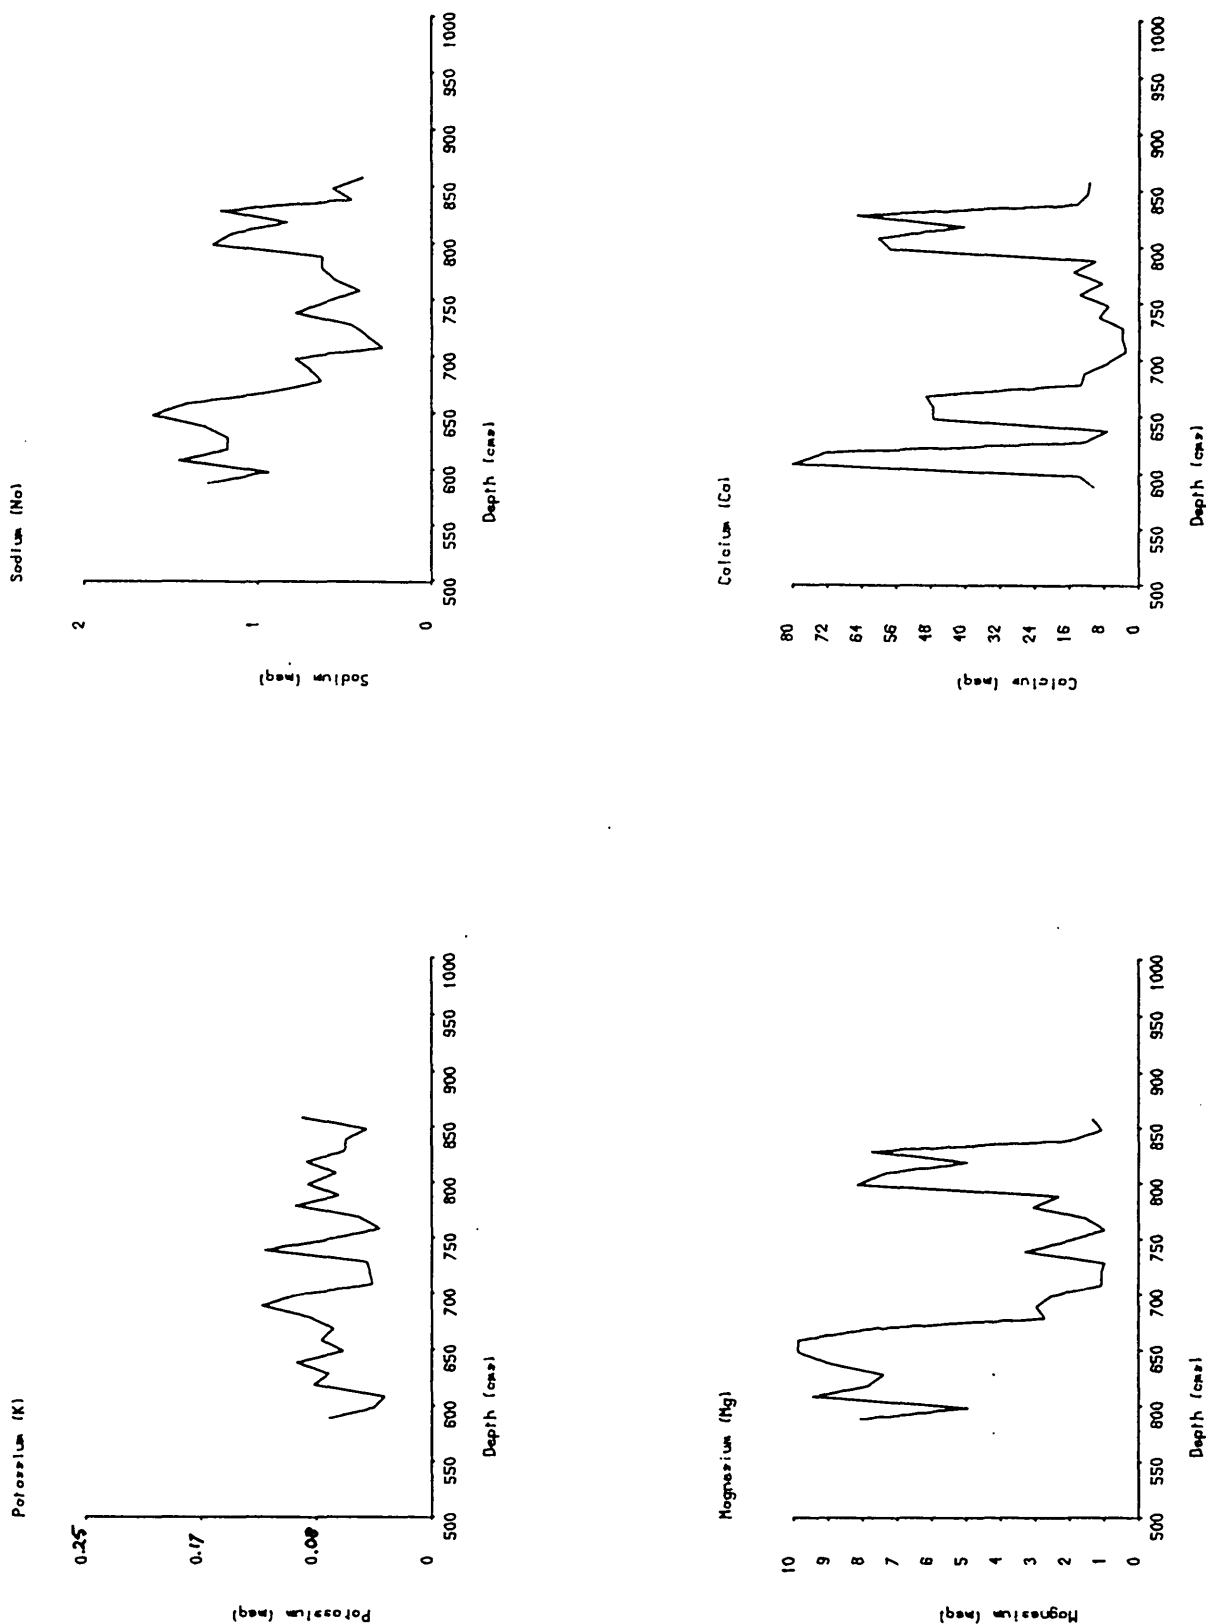 Potassium (K)
Potassium (meq)
0.25
0.17
0.08
0
500 550 600 650 700 750 800 850 900 950 1000
Depth (cms)
Sodium (Na)
Sodium (meq)
2
1
0
500 550 600 650 700 750 800 850 900 950 1000
Depth (cms)
Magnesium (Mg)
Magnesium (meq)
10
9
8
7
6
5
4
3
2
1
0
500 550 600 650 700 750 800 850 900 950 1000
Depth (cms)
Calcium (Ca)
Calcium (meq)
80
72
64
56
48
40
32
24
16
8
0
500 550 600 650 700 750 800 850 900 950 1000
Depth (cms)